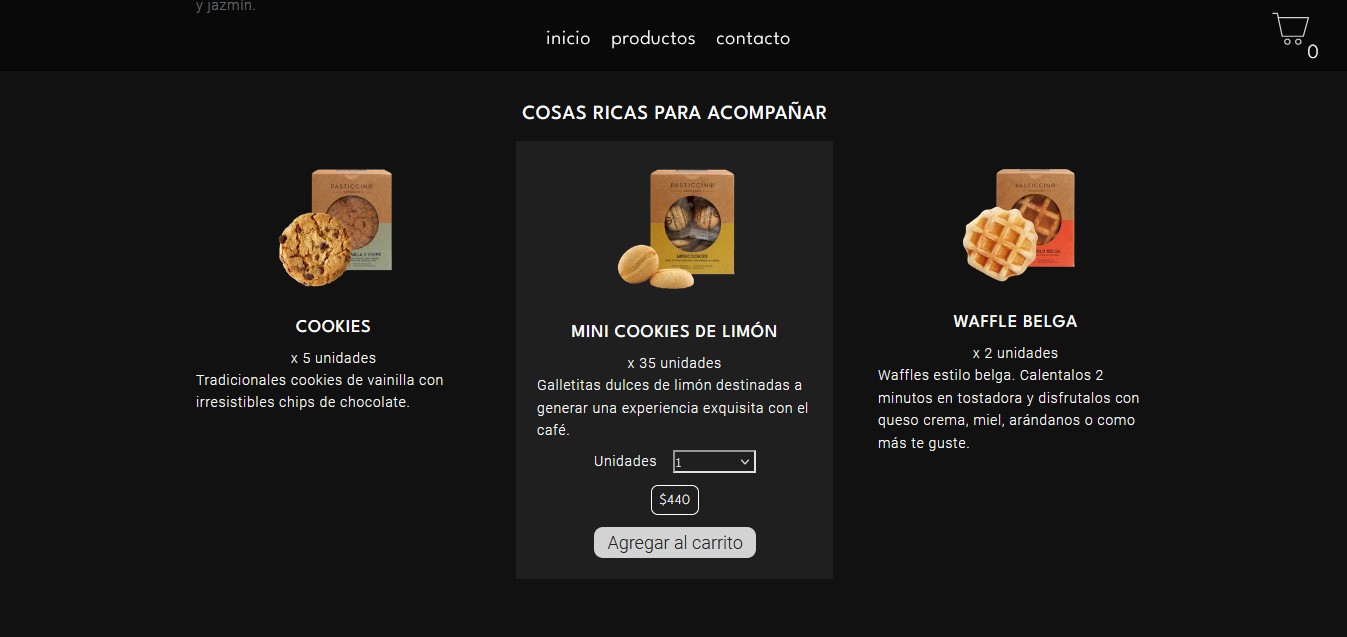 y jazmín.
inicio productos contacto
0
COSAS RICAS PARA ACOMPAÑAR
PASTICCINO
COOKIES
x 5 unidades
Tradicionales cookies de vainilla con
irresistibles chips de chocolate.
PASTICCINO
MINICOOKIES
MINI COOKIES DE LIMÓN
x 35 unidades
Galletitas dulces de limón destinadas a
generar una experiencia exquisita con el
café.
Unidades 1
$440
Agregar al carrito
PASTICCINO
WAFFLE BELGA
x 2 unidades
Waffles estilo belga. Calentalos 2
minutos en tostadora y disfrutalos con
queso crema, miel, arándanos o como
más te guste.